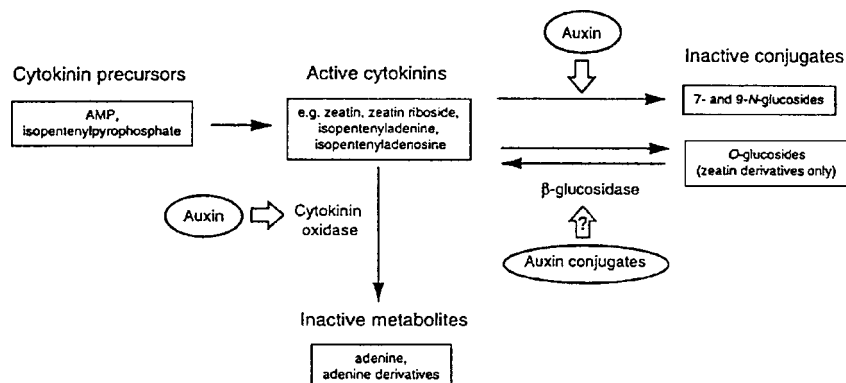 Auxin
Cytokinin precursors
Active cytokinins
Inactive conjugates
AMP,
isopentenylpyrophosphate
e.g. zeatin, zeatin riboside,
isopentenyladenine,
isopentenyladenosine
7- and 9-N-glucosides
O-glucosides
(zeatin derivatives only)
β-glucosidase
Auxin
Cytokinin
oxidase
?
Auxin conjugates
Inactive metabolites
adenine,
adenine derivatives